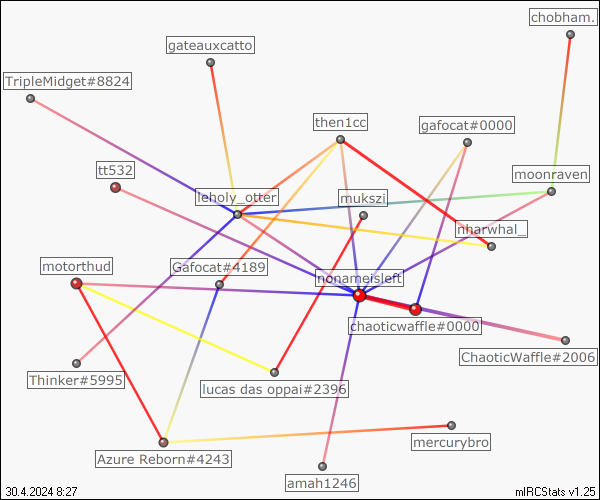 chobham.
gateauxcatto
TripleMidget#8824
then1cc
gafocat#0000
tt532
moonraven
leholy_otter
mukszi
nharwhal_
motorthud
Gafocat#4189
nonameisleft
chaoticwaffle#0000
ChaoticWaffle#2006
Thinker#5995
lucas das oppai#2396
mercurybro
Azure Reborn#4243
amah1246
30.4.2024 8:27
mIRCStats v1.25